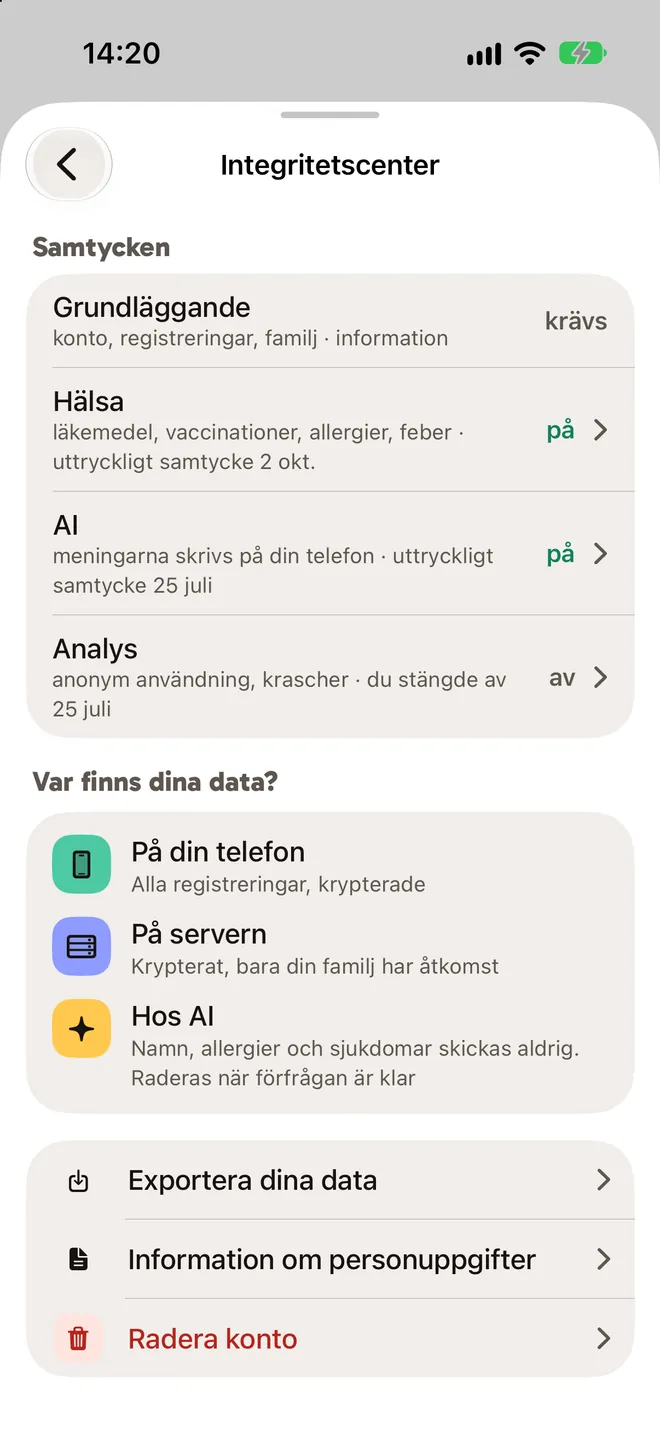 14:20
Integritetscenter
Samtycken
Grundläggande
konto, registreringar, familj · information
krävs
Hälsa
läkemedel, vaccinationer, allergier, feber ·
uttryckligt samtycke 2 okt.
på
AI
meningarna skrivs på din telefon · uttryckligt
samtycke 25 juli
på
Analys
anonym användning, krascher · du stängde av
25 juli
av
Var finns dina data?
På din telefon
Alla registreringar, krypterade
På servern
Krypterat, bara din familj har åtkomst
Hos AI
Namn, allergier och sjukdomar skickas aldrig.
Raderas när förfrågan är klar
Exportera dina data
Information om personuppgifter
Radera konto